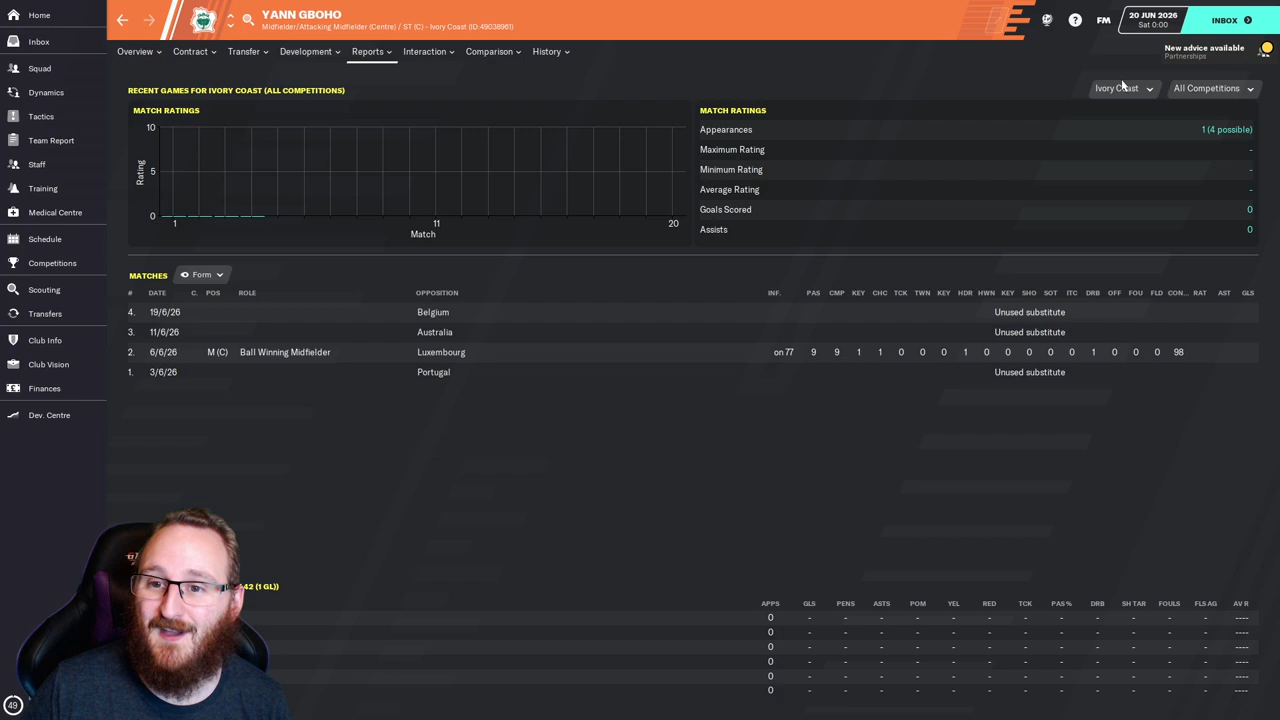 Home
Inbox
Squad
Dynamics
Tactics
Team Report
Staff
Training
Medical Centre
Schedule
Competitions
Scouting
Transfers
Club Info
Club Vision
Finances
Dev. Centre
49
YANN GBOHO
Midfielder/Attacking Midfielder (Centre) / ST (C) - Ivory Coast (ID:49038961)
FM
20 JUN 2026
Sat 0:00
INBOX
Overview Contract Transfer Development Reports Interaction Comparison History
New advice available
Partnerships
RECENT GAMES FOR IVORY COAST (ALL COMPETITIONS)
Ivory Coast All Competitions
MATCH RATINGS
10
5
0
Rating
1 11 20
Match
MATCH RATINGS
Appearances 1 (4 possible)
Maximum Rating -
Minimum Rating -
Average Rating -
Goals Scored 0
Assists 0
MATCHES Form
# DATE C. POS ROLE OPPOSITION INF. PAS CMP KEY CHC TCK TWN KEY HDR HWN KEY SHO SOT ITC DRB OFF FOU FLD CON... RAT AST GLS
4. 19/6/26 Belgium Unused substitute
3. 11/6/26 Australia Unused substitute
2. 6/6/26 M (C) Ball Winning Midfielder Luxembourg on 77 9 9 1 1 0 0 0 1 0 0 0 0 0 1 0 0 0 98
1. 3/6/26 Portugal Unused substitute
42 (1 GL))
APPS GLS PENS ASTS POM YEL RED TCK PAS % DRB SH TAR FOULS FLS AG AV R
0 - - - - - - - - - - - - ----
0 - - - - - - - - - - - - ----
0 - - - - - - - - - - - - ----
0 - - - - - - - - - - - - ----
0 - - - - - - - - - - - - ----
0 - - - - - - - - - - - - ----